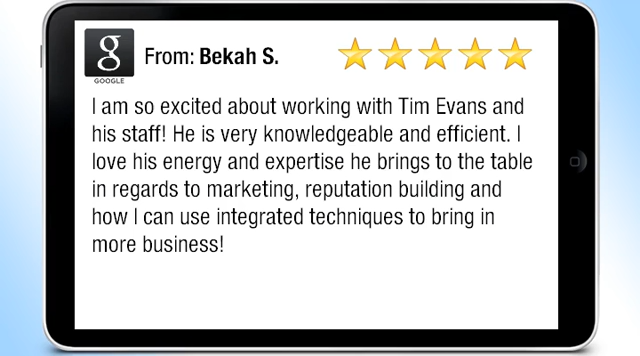 g
GOOGLE
From: Bekah S.
I am so excited about working with Tim Evans and
his staff! He is very knowledgeable and efficient. I
love his energy and expertise he brings to the table
in regards to marketing, reputation building and
how I can use integrated techniques to bring in
more business!